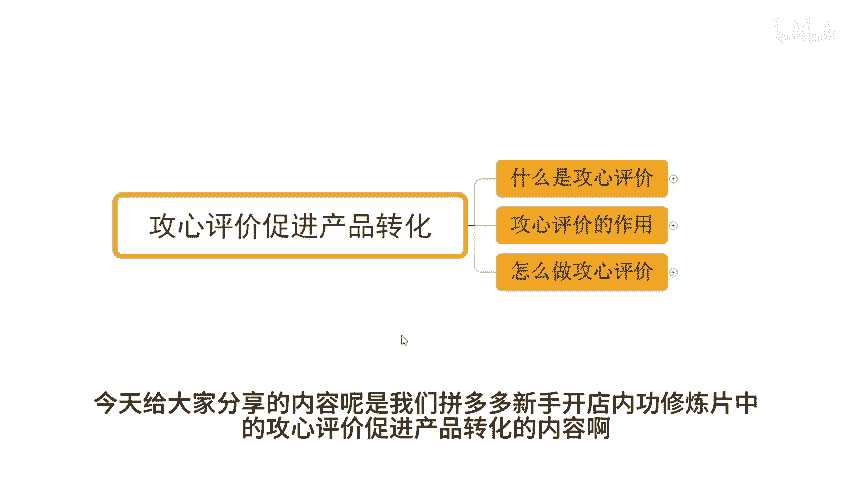 攻心评价促进产品转化
什么是攻心评价
攻心评价的作用
怎么做攻心评价
今天给大家分享的内容呢是我们拼多多新手开店内功修炼片中
的攻心评价促进产品转化的内容啊